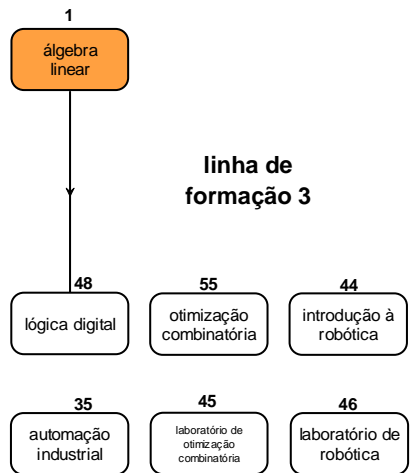 1
álgebra
linear
linha de
formação 3
48
lógica digital
55
otimização
combinatória
44
introdução à
robótica
35
automação
industrial
45
laboratório de
otimização
combinatória
46
laboratório de
robótica